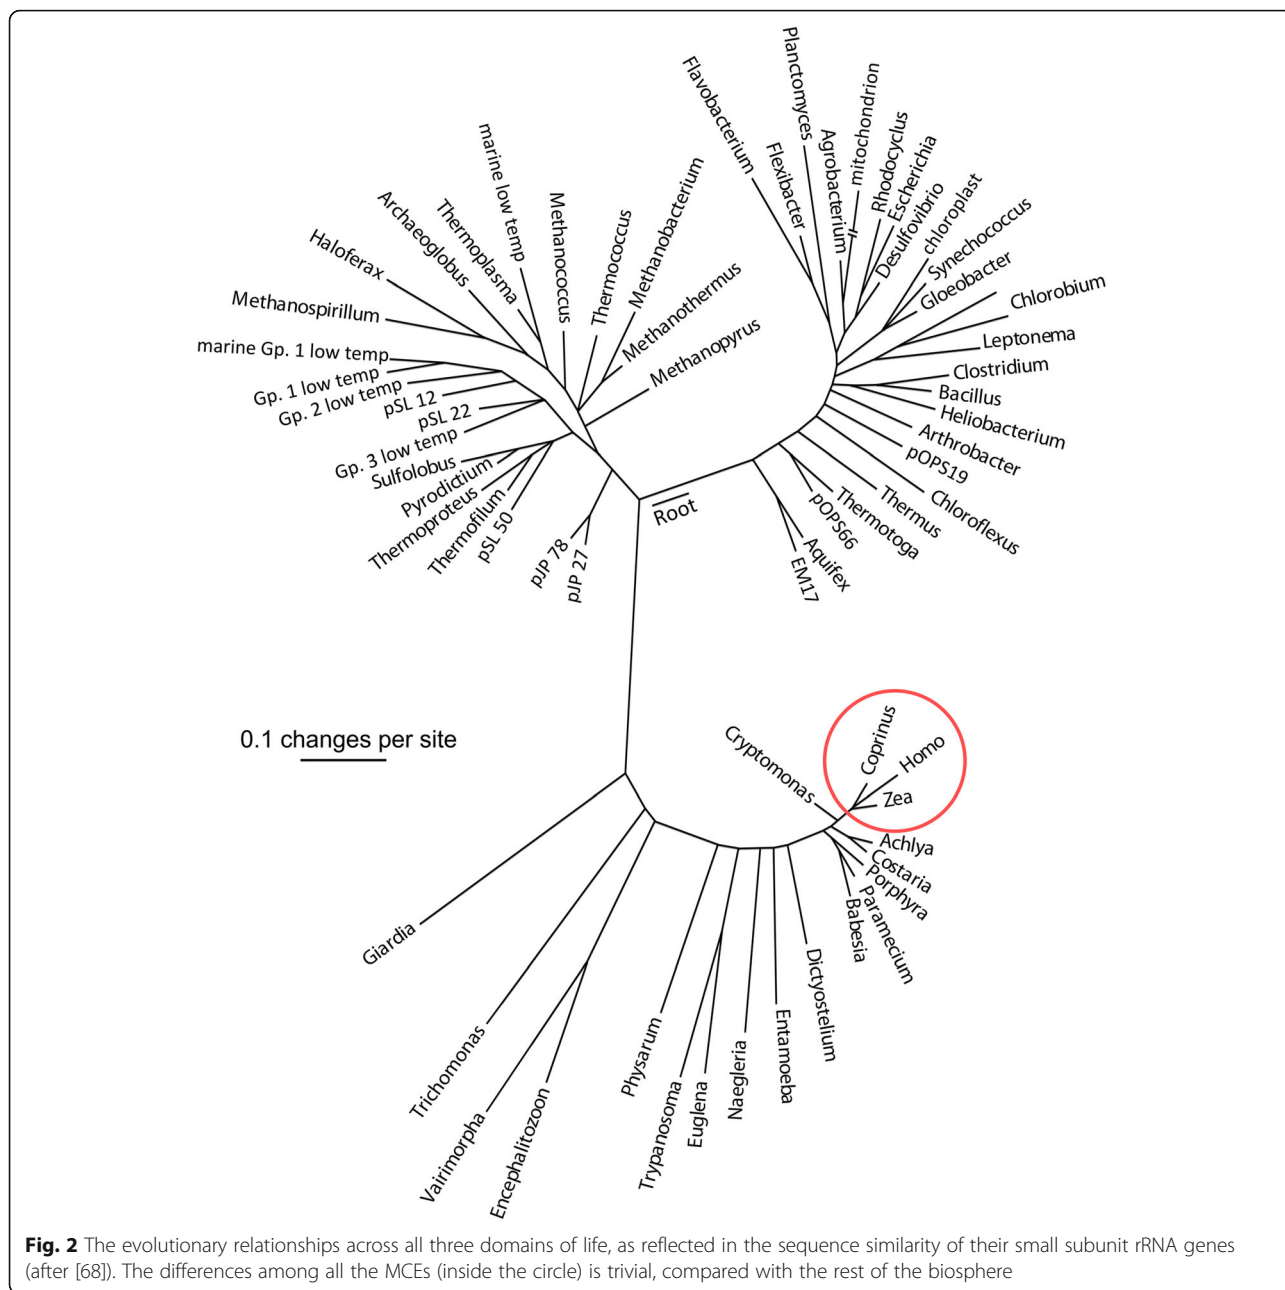 Planctomyces
Flavobacterium
mitochondrion
Flexibacter
Agrobacterium
Rhodocyclus
Escherichia
Desulfovibrio
chloroplast
Synechococcus
Gloeobacter
Chlorobium
Leptonema
Clostridium
Bacillus
Heliobacterium
Arthrobacter
pOPS19
Chloroflexus
Thermus
Thermotoga
pOPS66
Aquifex
EM17
Root
Methanopyrus
Methanothermus
Methanobacterium
Thermococcus
Methanococcus
marine low temp
Thermoplasma
Archaeoglobus
Haloferax
Methanospirillum
marine Gp. 1 low temp
Gp. 1 low temp
Gp. 2 low temp
pSL 12
pSL 22
Gp. 3 low temp
Sulfolobus
Pyrodictium
Thermoproteus
Thermofilum
pSL 50
pJP 78
pJP 27
0.1 changes per site
Cryptomonas
Coprinus
Homo
Zea
Achlya
Costaria
Porphyra
Paramecium
Babesia
Dictyostelium
Entamoeba
Naegleria
Euglena
Trypanosoma
Physarum
Encephalitozoon
Vairimorpha
Trichomonas
Giardia
Fig. 2 The evolutionary relationships across all three domains of life, as reflected in the sequence similarity of their small subunit rRNA genes
(after [68]). The differences among all the MCEs (inside the circle) is trivial, compared with the rest of the biosphere